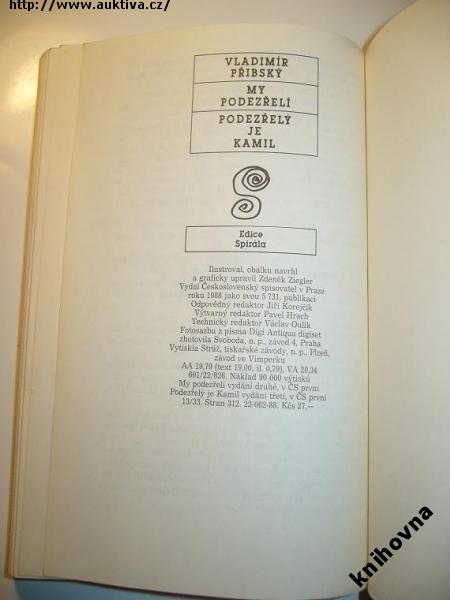 http://www.auktiva.cz/
VLADIMÍR
PŘIBSKÝ
MY
PODEZŘELÍ
PODEZŘELÝ
JE
KAMIL
Edice
Spirála
Ilustroval, obálku navrhl
a graficky upravil Zdeněk Ziegler
Vydal Československý spisovatel v Praze
roku 1988 jako svou 5 731. publikaci
Odpovědný redaktor Jiří Korejčík
Výtvarný redaktor Pavel Hrach
Technický redaktor Václav Oulík
Fotosazbu z písma Digi Antiqua digiset
zhotovila Svoboda, n. p., závod 4, Praha
Vytiskla Stráž, tiskařské závody, n. p., Plzeň,
závod ve Vimperku
AA 19,79 (text 19,00, il. 0,79), VA 20,34
601/22/826. Náklad 90 000 výtisků
My podezřelí vydání druhé, v ČS první
Podezřelý je Kamil vydání třetí, v ČS první
13/33. Stran 312. 22-062-88. Kčs 27,—
knihovna